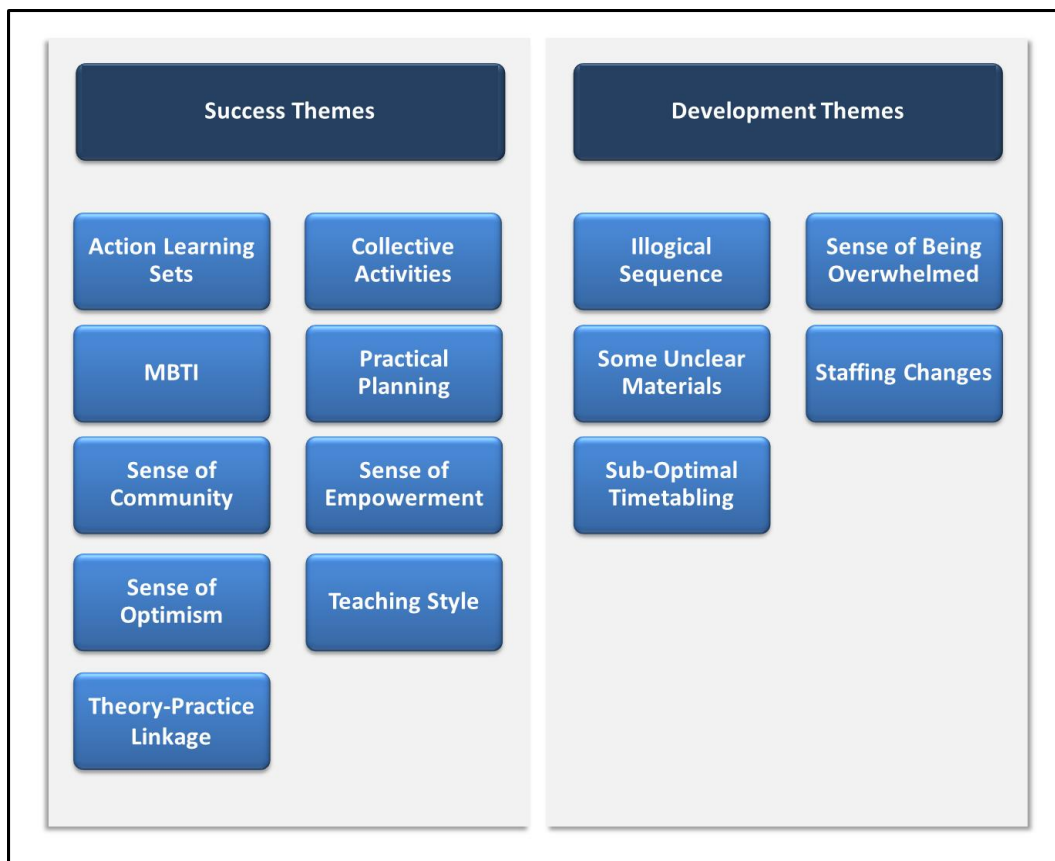 Success Themes
Action Learning
Sets
Collective
Activities
MBTI
Practical
Planning
Sense of
Community
Sense of
Empowerment
Sense of
Optimism
Teaching Style
Theory-Practice
Linkage
Development Themes
Illogical
Sequence
Sense of Being
Overwhelmed
Some Unclear
Materials
Staffing Changes
Sub-Optimal
Timetabling